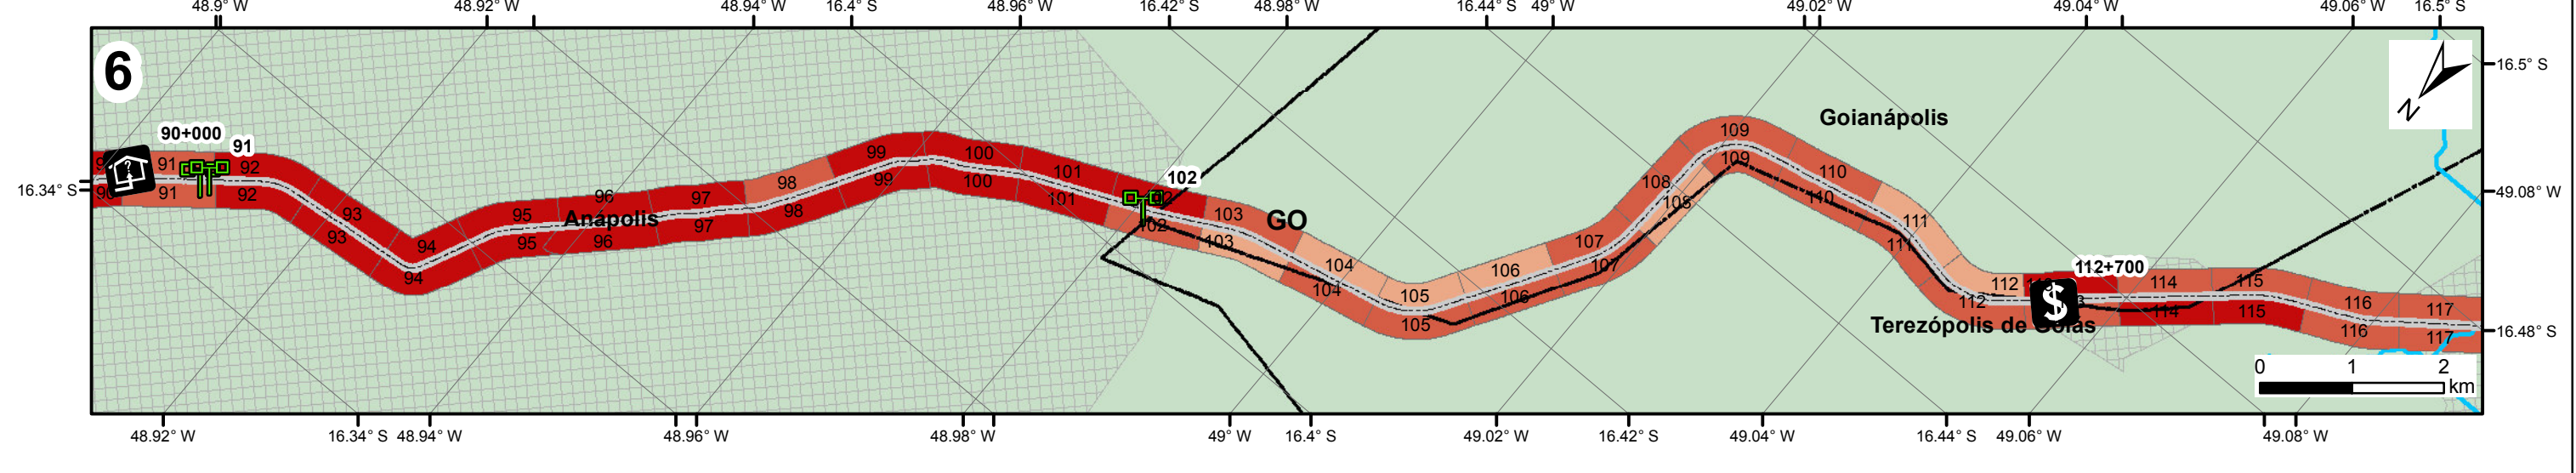 48.9° W 48.92° W 48.94° W 16.4° S 48.96° W 16.42° S 48.98° W 16.44° S 49° W 49.02° W 49.04° W 49.06° W 16.5° S
6
16.5° S
N
90+000
91
102
Goianápolis
109
109
91 92 99 100 101 108 110
91 92 99 100 101 108 110
16.34° S
49.08° W
93 94 95 96 97 98 103 104 105 106 107 111 112
93 94 95 96 97 98 102 103 104 105 106 107 111 112
Anápolis
GO
112+700
$
114 115 116 117
114 115 116 117
Terezópolis de Goiás
16.48° S
0 1 2
km
48.92° W 16.34° S 48.94° W 48.96° W 48.98° W 49° W 16.4° S 49.02° W 16.42° S 49.04° W 16.44° S 49.06° W 49.08° W